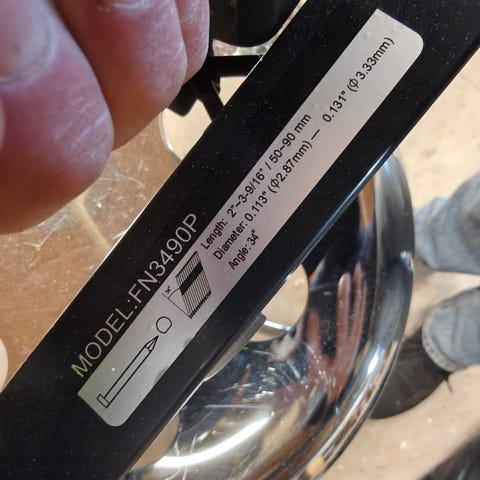 MODEL:FN3490P
Length: 2"~3-9/16" / 50~90 mm
Diameter: 0.113" (Φ2.87mm) — 0.131" (Φ3.33mm)
Angle: 34°
34°